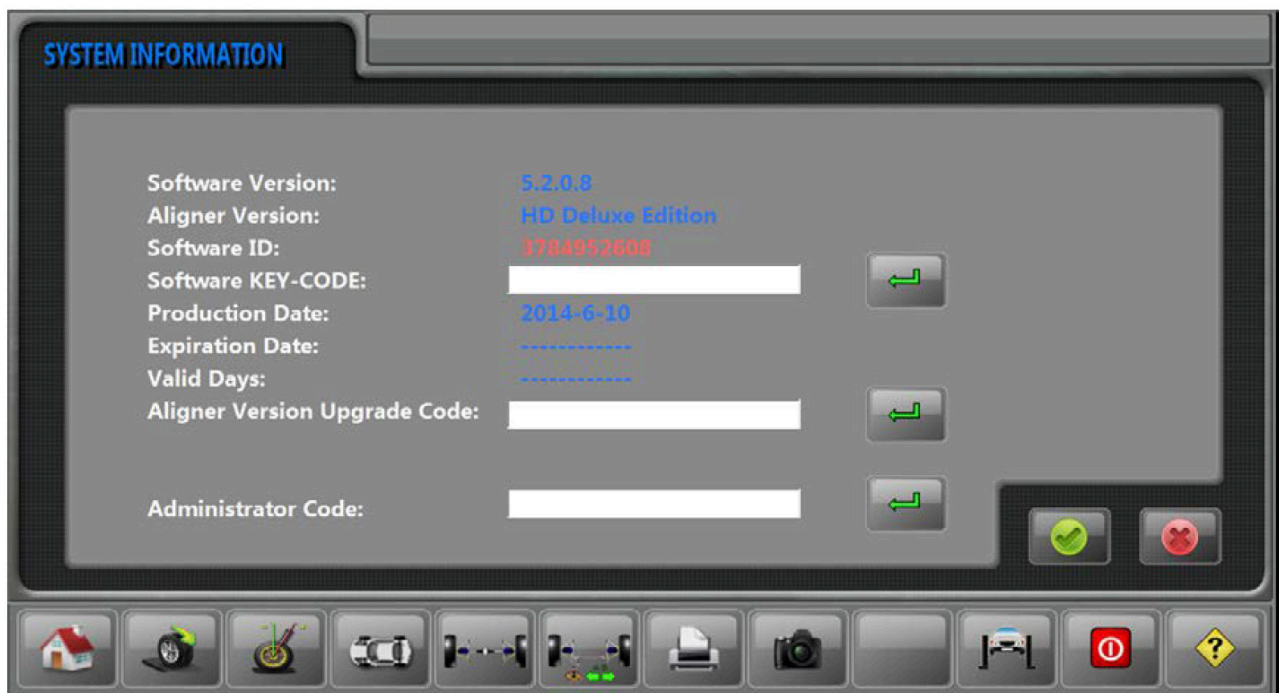 SYSTEM INFORMATION
Software Version: 5.2.0.8
Aligner Version: HD Deluxe Edition
Software ID: 3784952608
Software KEY-CODE:
Production Date: 2014-6-10
Expiration Date: ------------
Valid Days: ------------
Aligner Version Upgrade Code:
Administrator Code:
?